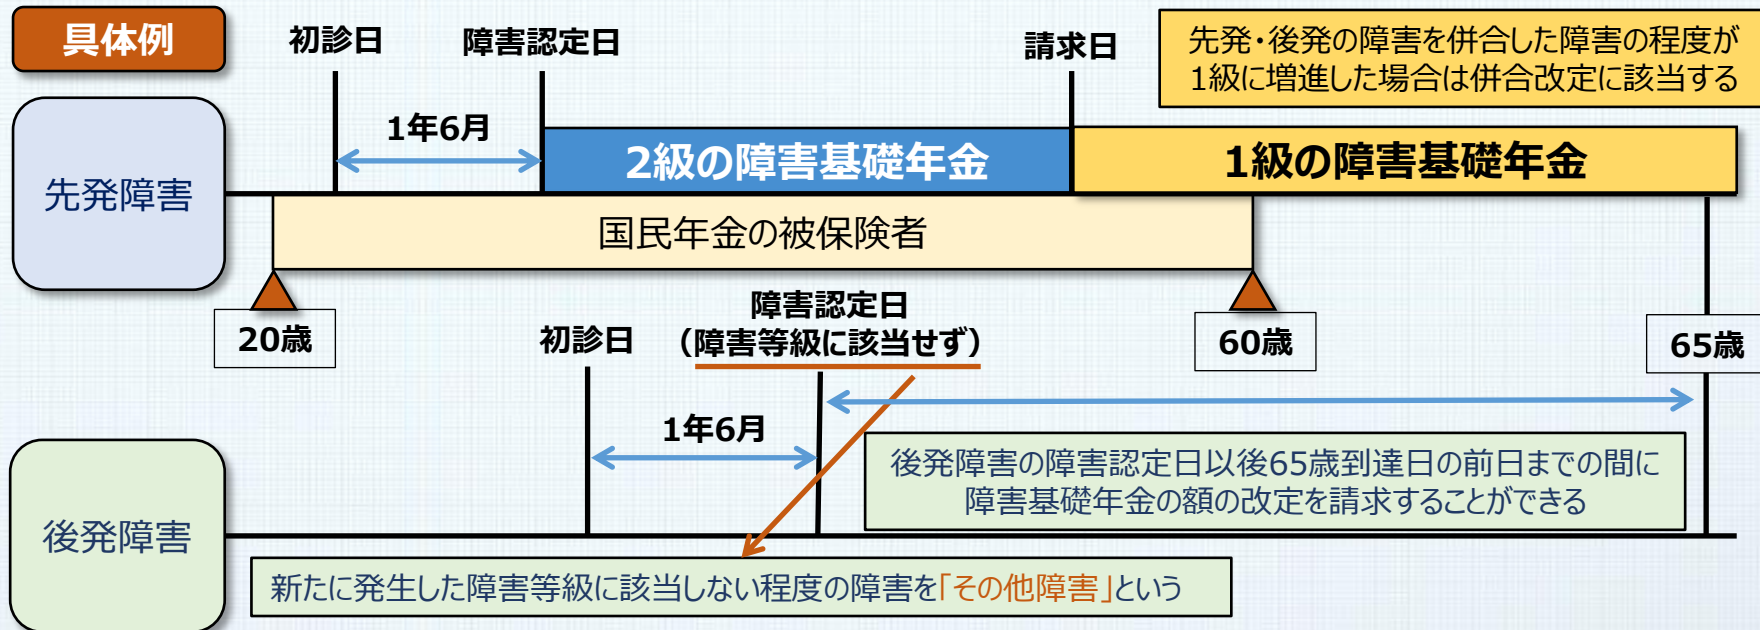 具体例
初診日
障害認定日
請求日
先発・後発の障害を併合した障害の程度が
1級に増進した場合は併合改定に該当する
1年6月
2級の障害基礎年金
1級の障害基礎年金
先発障害
国民年金の被保険者
20歳
60歳
65歳
初診日
障害認定日
（障害等級に該当せず）
1年6月
後発障害の障害認定日以後65歳到達日の前日までの間に
障害基礎年金の額の改定を請求することができる
後発障害
新たに発生した障害等級に該当しない程度の障害を「その他障害」という